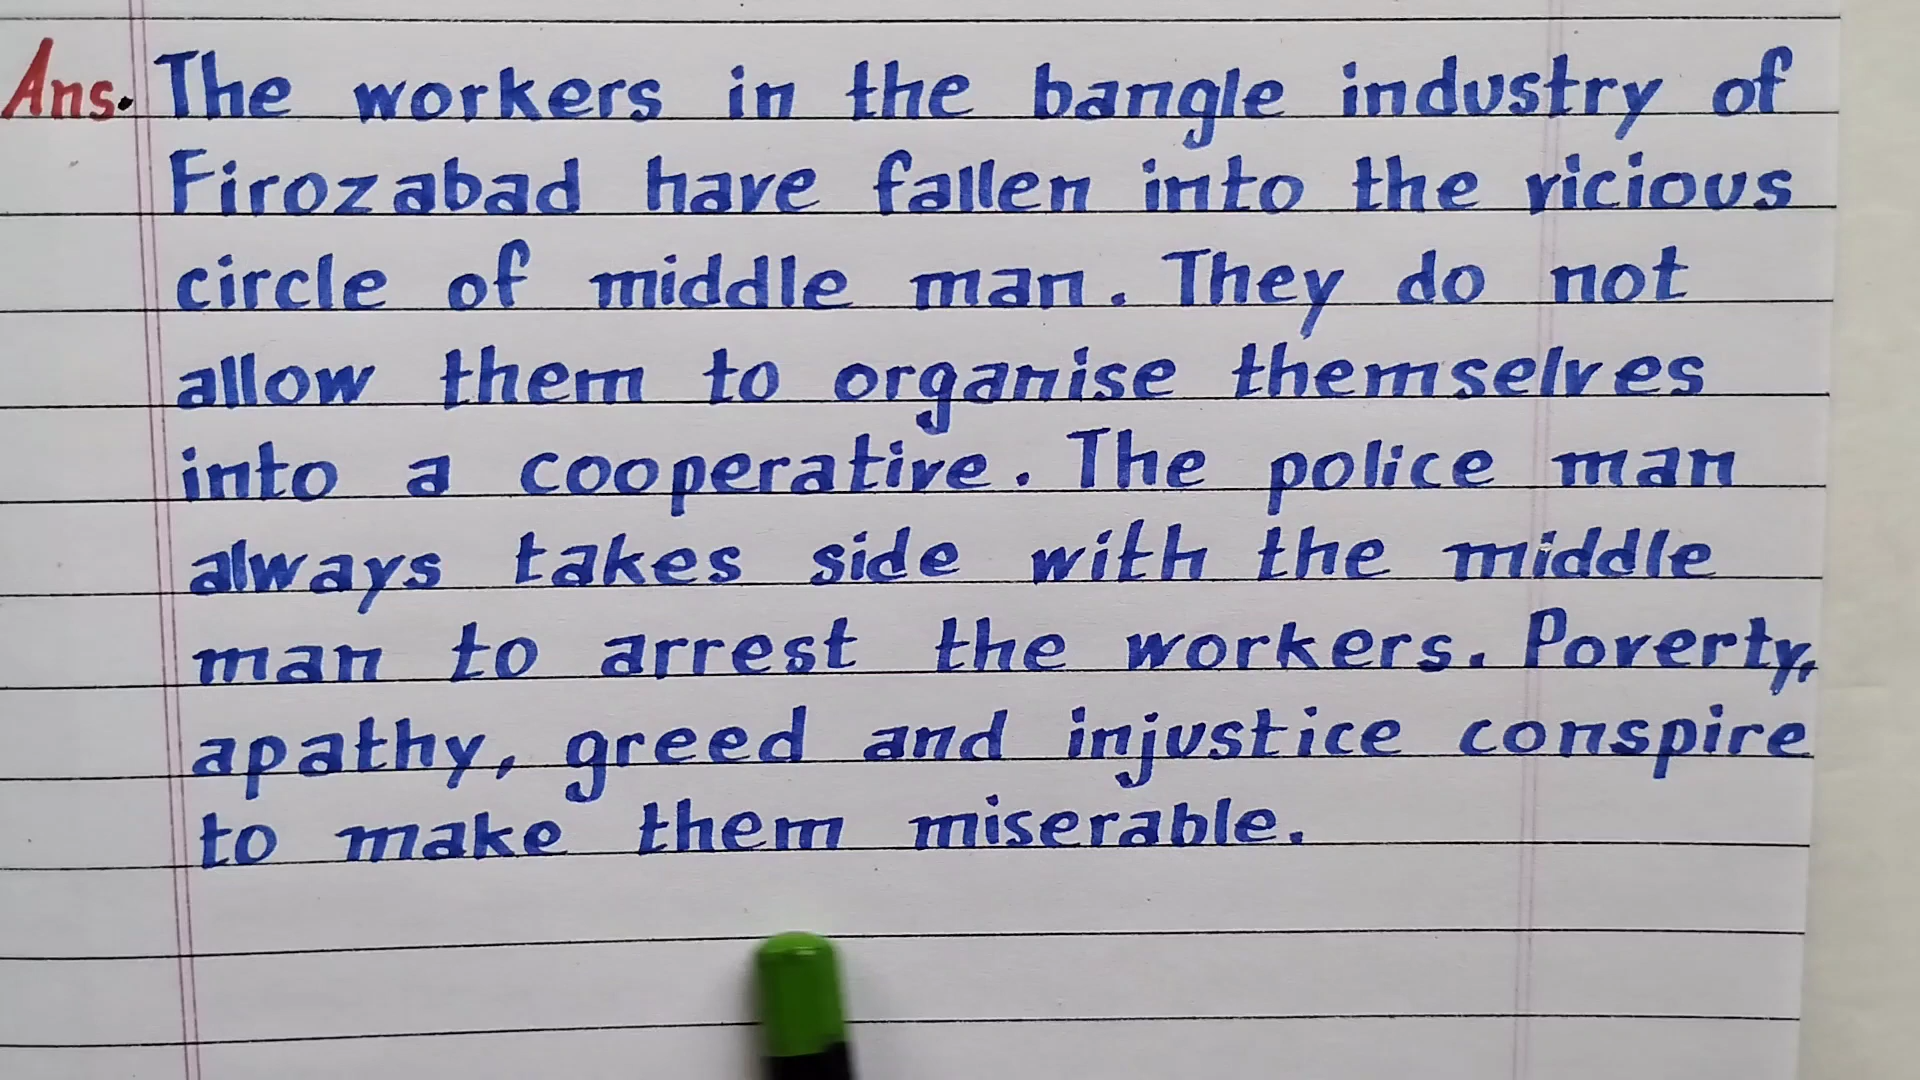 Ans. The workers in the bangle industry of
Firozabad have fallen into the vicious
circle of middle man. They do not
allow them to organise themselves
into a cooperative. The police man
always takes side with the middle
man to arrest the workers. Poverty,
apathy, greed and injustice conspire
to make them miserable.